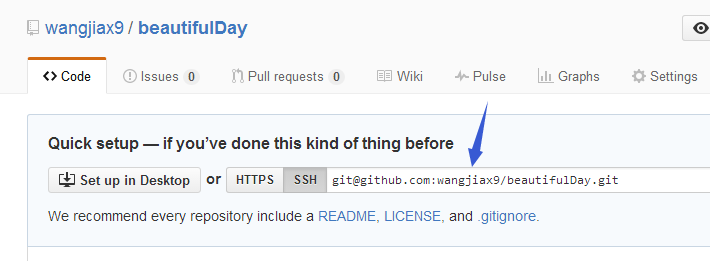 wangjiax9 / beautifulDay
Code Issues 0 Pull requests 0 Wiki Pulse Graphs Settings
Quick setup — if you've done this kind of thing before
Set up in Desktop or HTTPS SSH git@github.com:wangjiax9/beautifulDay.git
We recommend every repository include a README, LICENSE, and .gitignore.